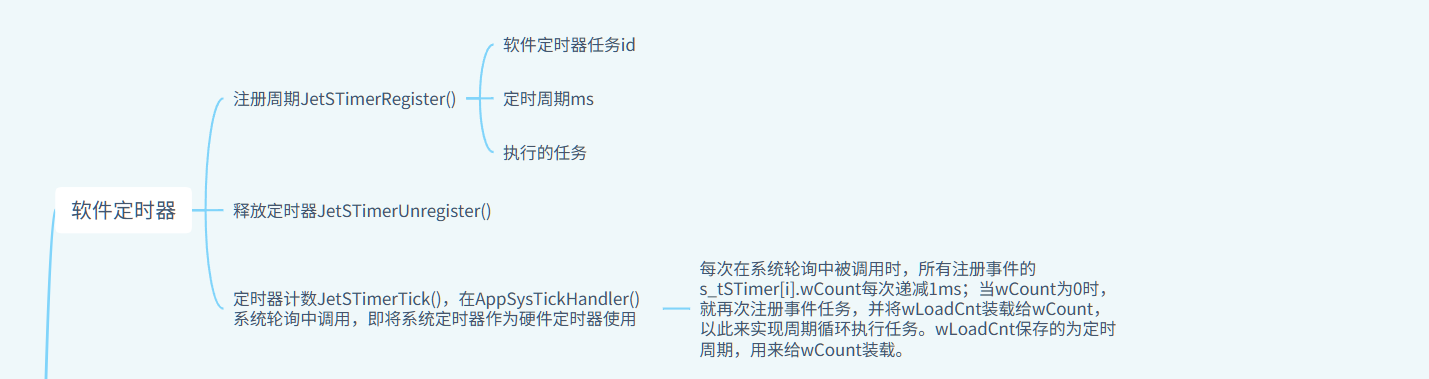 软件定时器
注册周期JetSTimerRegister()
软件定时器任务id
定时周期ms
执行的任务
释放定时器JetSTimerUnregister()
定时器计数JetSTimerTick()，在AppSysTickHandler()
系统轮询中调用，即将系统定时器作为硬件定时器使用
每次在系统轮询中被调用时，所有注册事件的
s_tSTimer[i].wCount每次递减1ms；当wCount为0时，
就再次注册事件任务，并将wLoadCnt装载给wCount，
以此来实现周期循环执行任务。wLoadCnt保存的为定时
周期，用来给wCount装载。